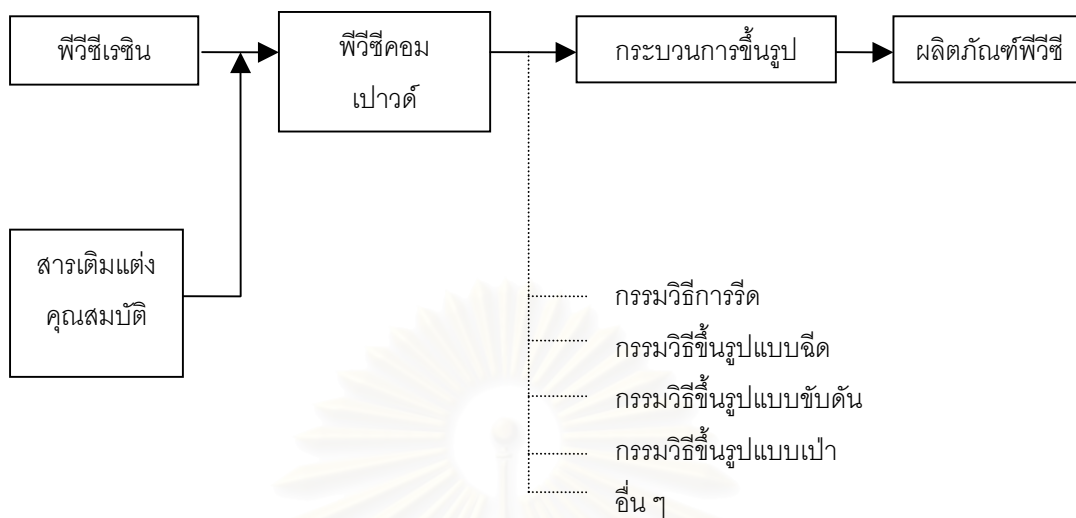 พีวีซีเรซิน
พีวีซีคอม
เปาวด์
กระบวนการขึ้นรูป
ผลิตภัณฑ์พีวีซี
สารเติมแต่ง
คุณสมบัติ
กรรมวิธีการรีด
กรรมวิธีขึ้นรูปแบบฉีด
กรรมวิธีขึ้นรูปแบบขับดัน
กรรมวิธีขึ้นรูปแบบเป่า
อื่น ๆ